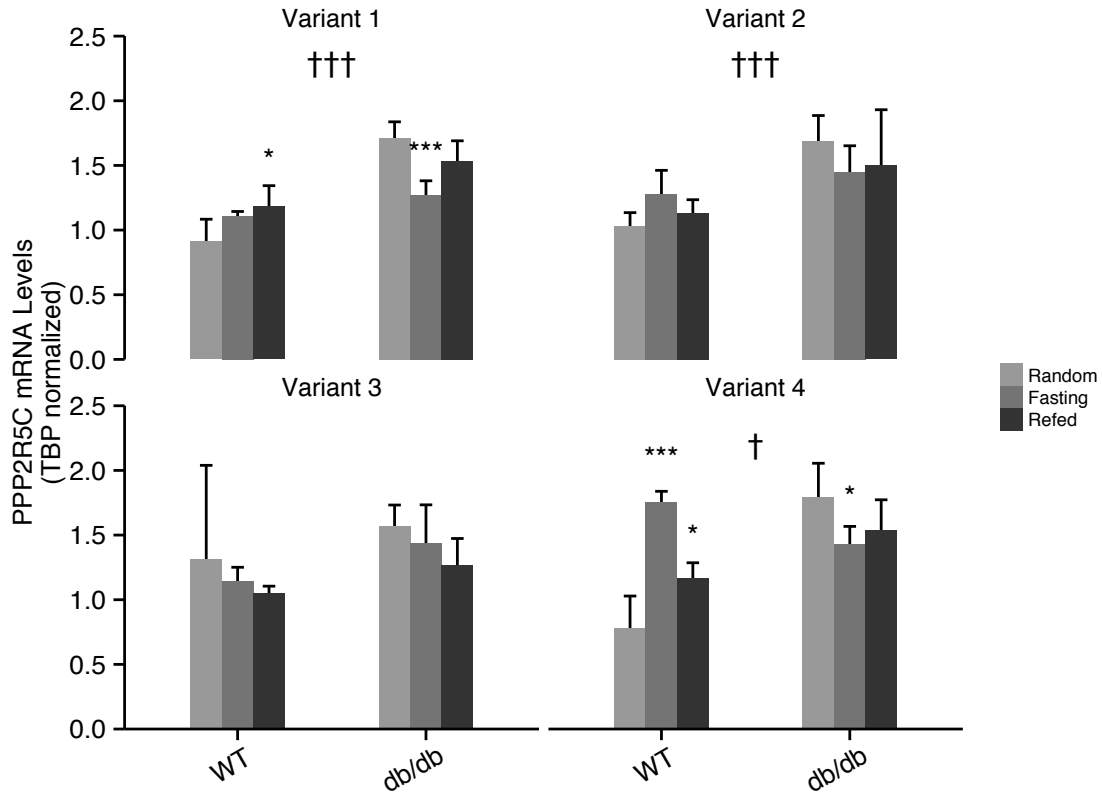 Variant 1
Variant 2
2.5
2.0
1.5
1.0
0.5
0.0
†††
*
***
†††
PPP2R5C mRNA Levels
(TBP normalized)
Variant 3
Variant 4
2.5
2.0
1.5
1.0
0.5
0.0
***
*
†
*
WT
db/db
WT
db/db
Random
Fasting
Refed